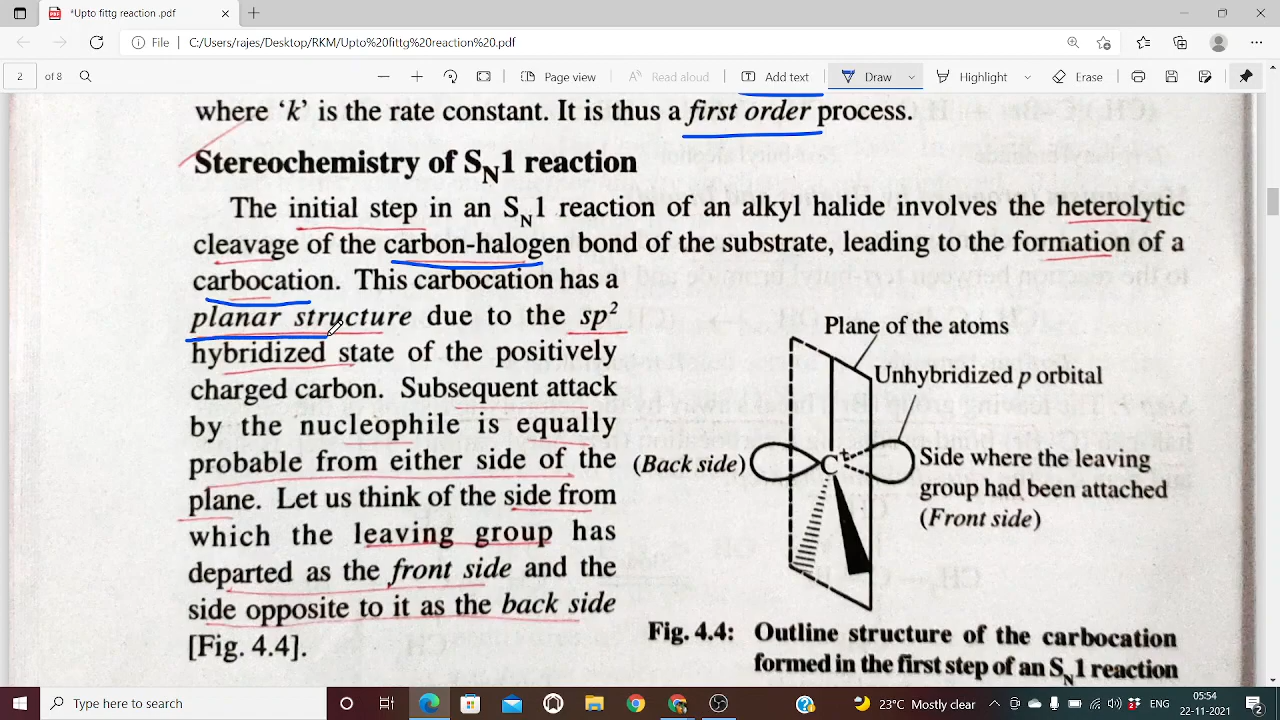 *Upto fittg reaction .pdf
File
C:/Users/rajes/Desktop/RKM/Upto%20fittg%20reaction%20.pdf
2 of 8
Page view
Read aloud
Add text
Draw
Highlight
Erase
where ‘k’ is the rate constant. It is thus a first order process.
Stereochemistry of SN1 reaction
The initial step in an SN1 reaction of an alkyl halide involves the heterolytic
cleavage of the carbon-halogen bond of the substrate, leading to the formation of a
carbocation. This carbocation has a
planar structure due to the sp²
hybridized state of the positively
charged carbon. Subsequent attack
by the nucleophile is equally
probable from either side of the
plane. Let us think of the side from
which the leaving group has
departed as the front side and the
side opposite to it as the back side
[Fig. 4.4].
Plane of the atoms
Unhybridized p orbital
(Back side)
C+
Side where the leaving
group had been attached
(Front side)
Fig. 4.4: Outline structure of the carbocation
formed in the first step of an SN1 reaction
Type here to search
23°C Mostly clear
ENG
05:54
22-11-2021
27